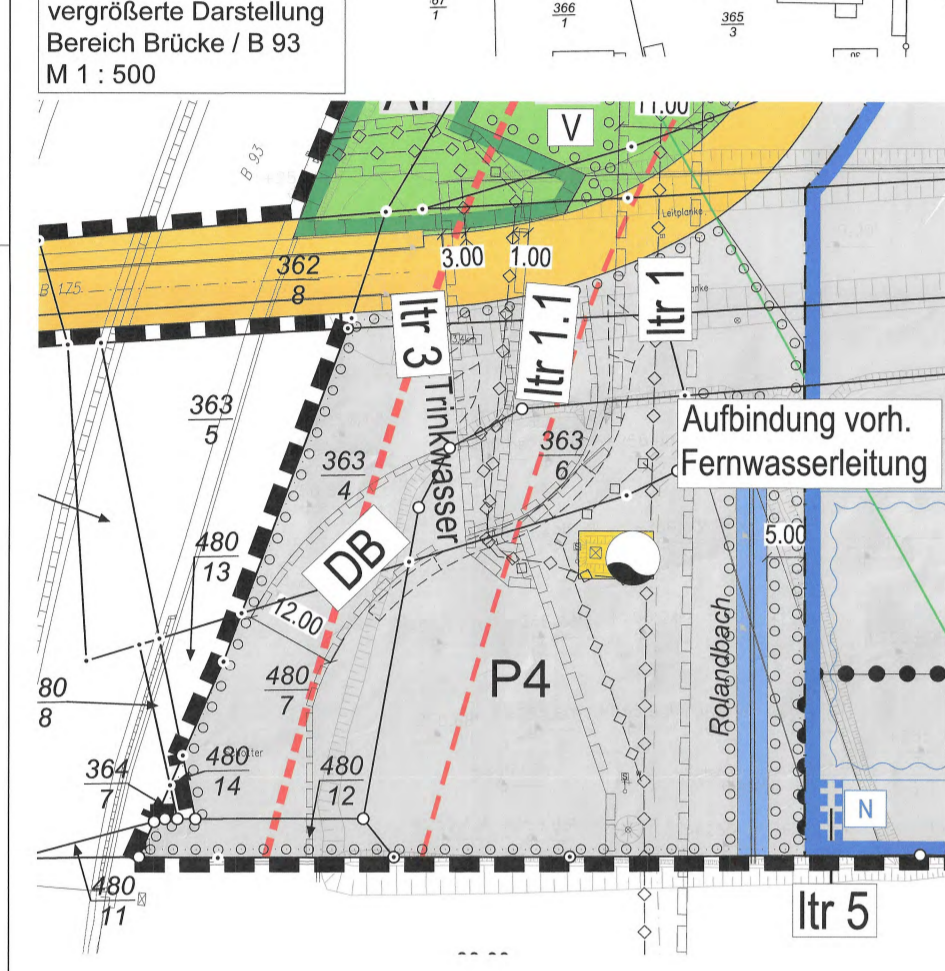 vergrößerte Darstellung
Bereich Brücke / B 93
M 1 : 500
1
366
1
365
3
11.00
V
B 93
Leitplanke
3.00
1.00
362
8
B 175
ltr 3
ltr 1.1
ltr 1
363
5
Aufbindung vorh.
Fernwasserleitung
363
4
Trinkwasser
363
6
480
13
DB
5.00
12.00
Rolandbach
80
8
480
7
P4
364
7
480
14
480
12
N
480
11
ltr 5